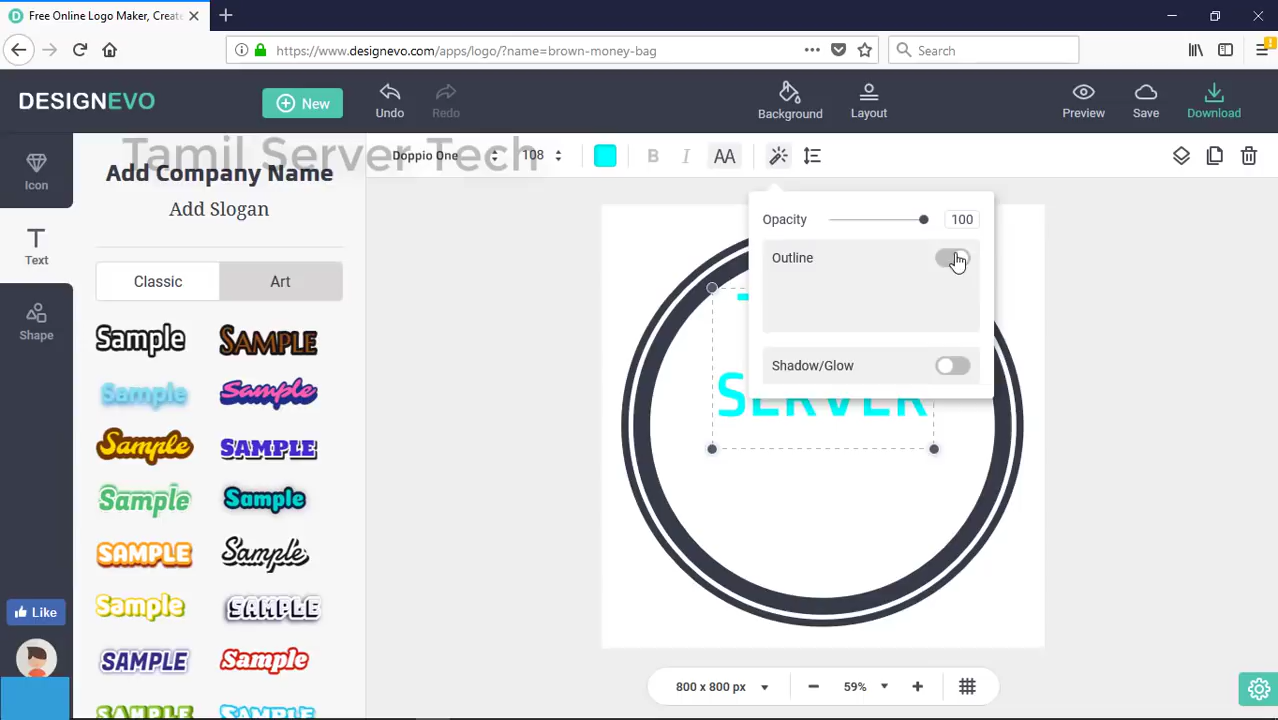 Free Online Logo Maker, Create
https://www.designevo.com/apps/logo/?name=brown-money-bag
Search
DESIGNEVO
New
Undo
Redo
Background
Layout
Preview
Save
Download
Tamil Server Tech
Icon
Text
Shape
Like
Add Company Name
Add Slogan
Classic
Art
Sample
SAMPLE
Sample
Sample
Sample
SAMPLE
Sample
Sample
SAMPLE
Sample
Sample
SAMPLE
SAMPLE
Sample
Doppio One
108
B
I
AA
Opacity
100
Outline
Shadow/Glow
SERVER
800 x 800 px
59%